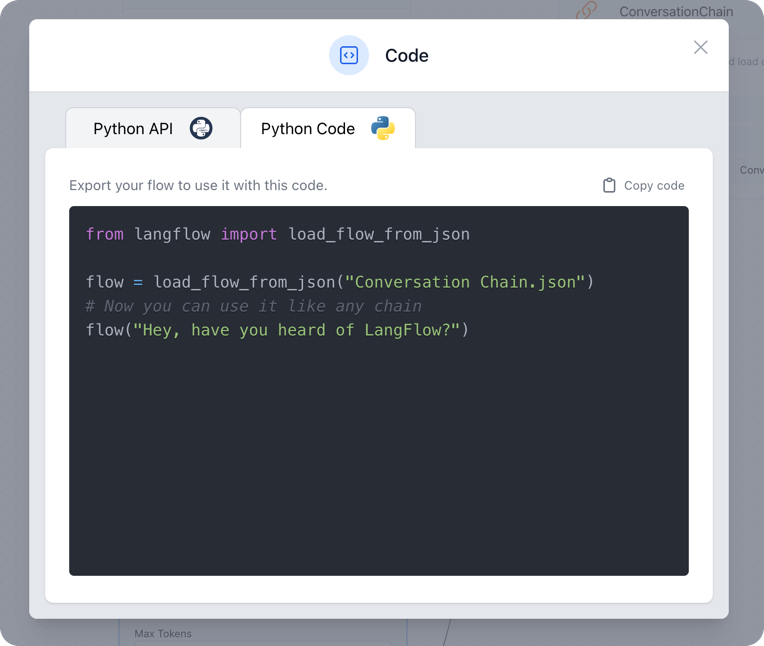 ConversationChain
Code
d load
Conv
Python API
Python Code
Export your flow to use it with this code.
Copy code
from langflow import load_flow_from_json
flow = load_flow_from_json("Conversation Chain.json")
# Now you can use it like any chain
flow("Hey, have you heard of LangFlow?")
Max Tokens